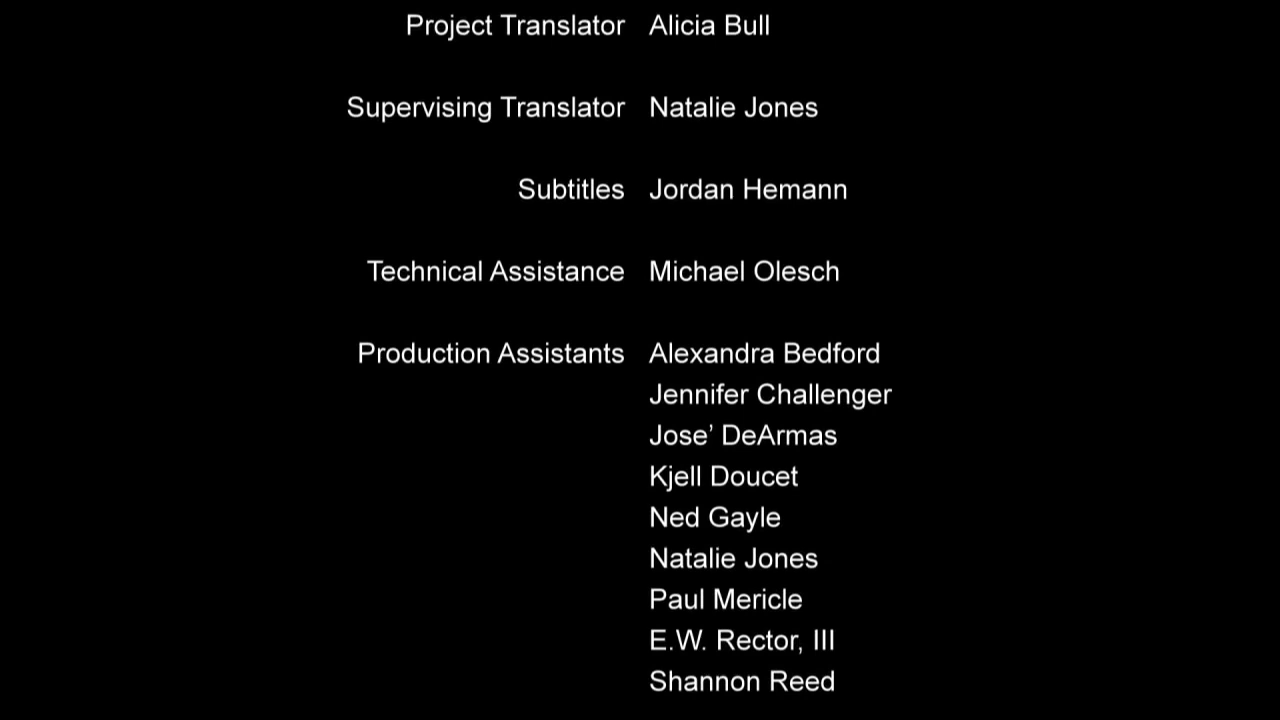 Project Translator Alicia Bull
Supervising Translator Natalie Jones
Subtitles Jordan Hemann
Technical Assistance Michael Olesch
Production Assistants Alexandra Bedford
Jennifer Challenger
Jose’ DeArmas
Kjell Doucet
Ned Gayle
Natalie Jones
Paul Mericle
E.W. Rector, III
Shannon Reed